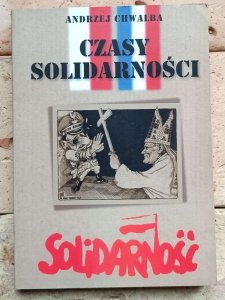 ANDRZEJ CHWALBA
CZASY
SOLIDARNOŚCI
SOLIDARNOŚĆ